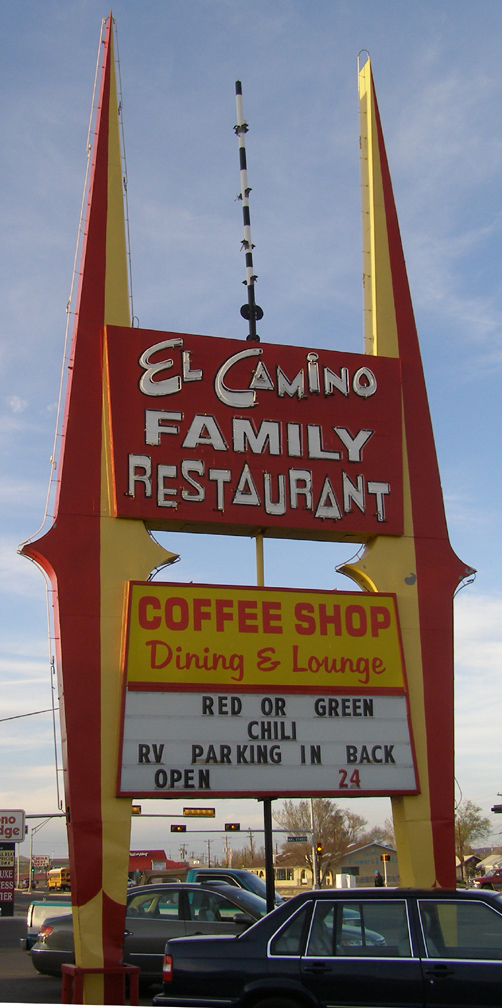 EL CAMINO
FAMILY
RESTAURANT
COFFEE SHOP
Dining & Lounge
RED OR GREEN
CHILI
RV PARKING IN BACK
OPEN 24